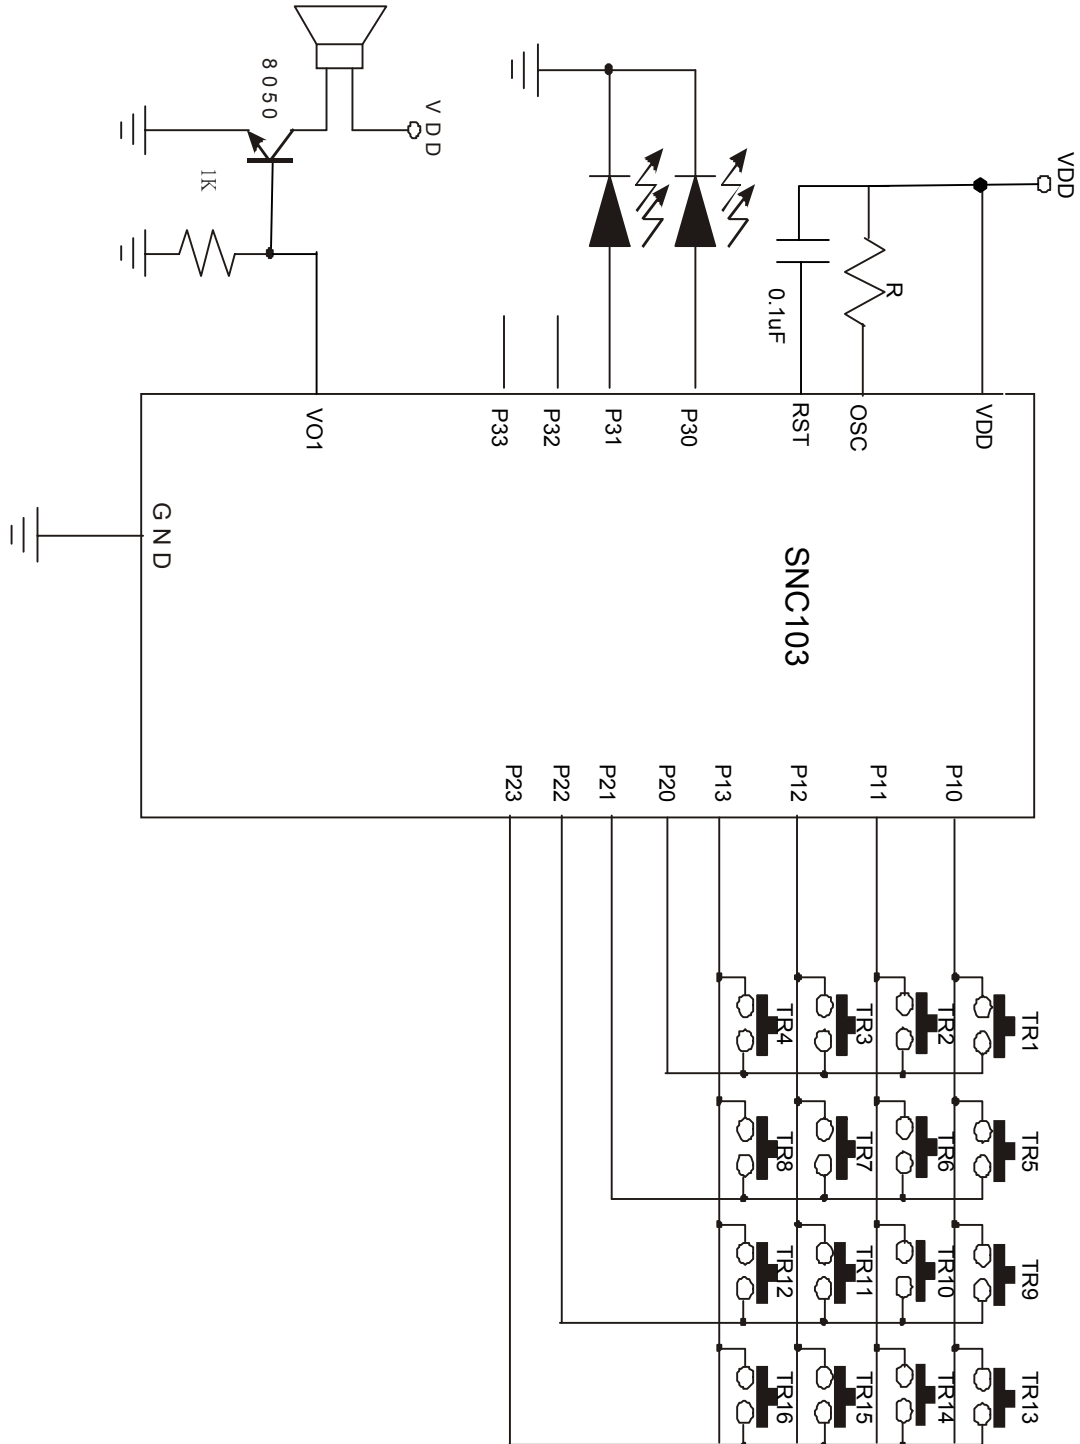 8050
VDD
1K
VDD
R
0.1uF
VO1
P33
P32
P31
P30
RST
OSC
VDD
GND
SNC103
P23
P22
P21
P20
P13
P12
P11
P10
TR4
TR3
TR2
TR1
TR8
TR7
TR6
TR5
TR12
TR11
TR10
TR9
TR16
TR15
TR14
TR13